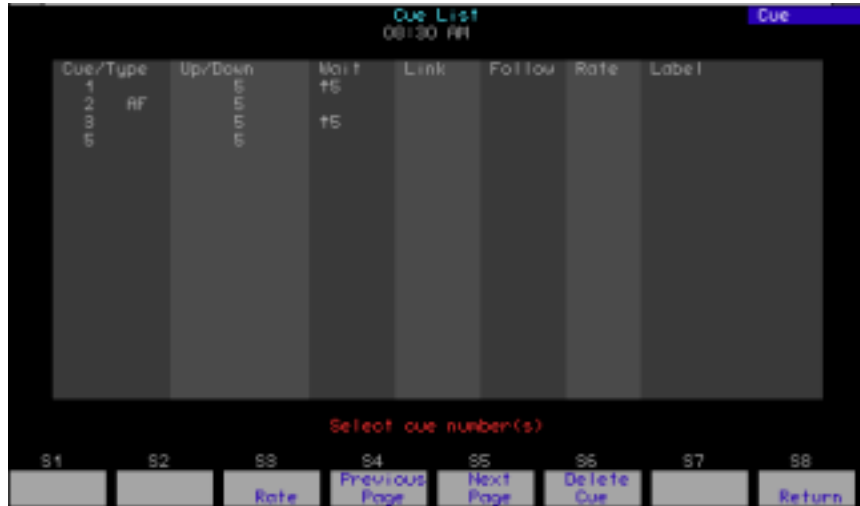 Cue List
Cue
08:30 AM
Cue/Type Up/Down Wait Link Follow Rate Label
1 5 ↑5
2 AF 5
3 5 ↑5
5 5
Select cue number(s)
S1 S2 S3 S4 S5 S6 S7 S8
Rate Previous Page Next Page Delete Cue Return